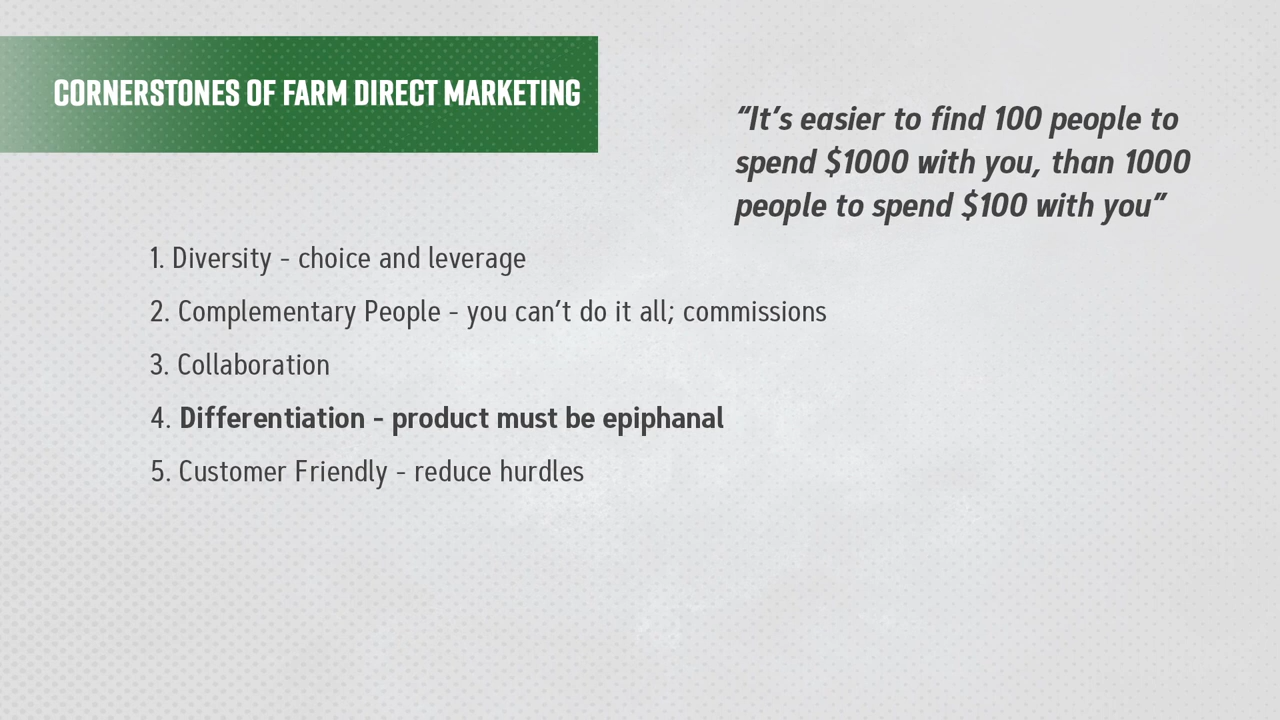 CORNERSTONES OF FARM DIRECT MARKETING
“It’s easier to find 100 people to
spend $1000 with you, than 1000
people to spend $100 with you”
1. Diversity - choice and leverage
2. Complementary People - you can’t do it all; commissions
3. Collaboration
4. Differentiation - product must be epiphanal
5. Customer Friendly - reduce hurdles